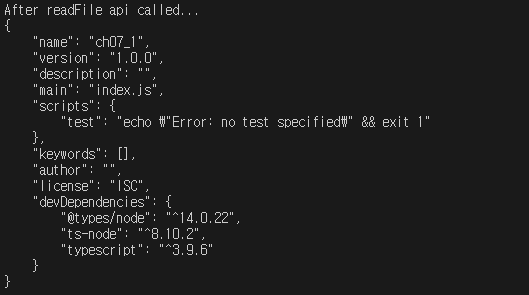 After readFile api called...
{
    "name": "ch07_1",
    "version": "1.0.0",
    "description": "",
    "main": "index.js",
    "scripts": {
        "test": "echo ₩"Error: no test specified₩" && exit 1"
    },
    "keywords": [],
    "author": "",
    "license": "ISC",
    "devDependencies": {
        "@types/node": "^14.0.22",
        "ts-node": "^8.10.2",
        "typescript": "^3.9.6"
    }
}